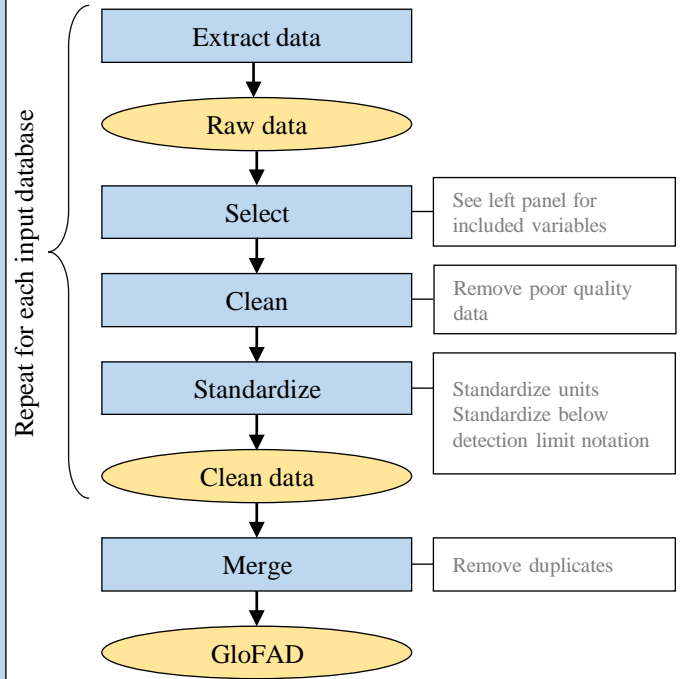 Repeat for each input database
Extract data
Raw data
Select
See left panel for
included variables
Clean
Remove poor quality
data
Standardize
Standardize units
Standardize below
detection limit notation
Clean data
Merge
Remove duplicates
GloFAD